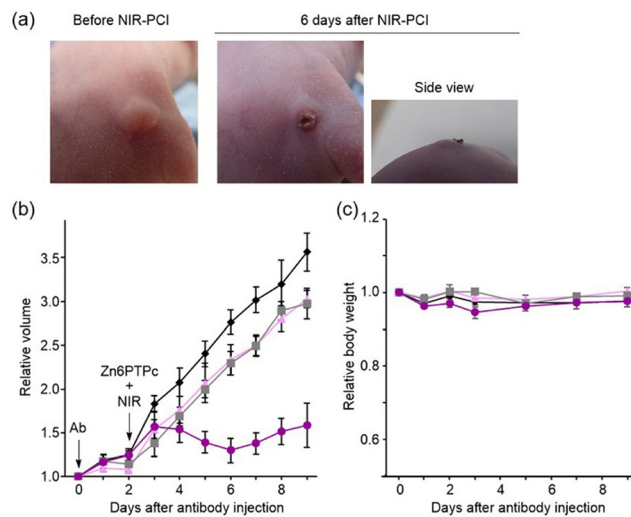 (a)
Before NIR-PCI
6 days after NIR-PCI
Side view
(b)
Relative volume
3.5
3.0
2.5
2.0
1.5
1.0
Zn6PTPc
+
NIR
Ab
0 2 4 6 8
Days after antibody injection
(c)
Relative body weight
1.2
1.0
0.8
0.6
0 2 4 6 8
Days after antibody injection